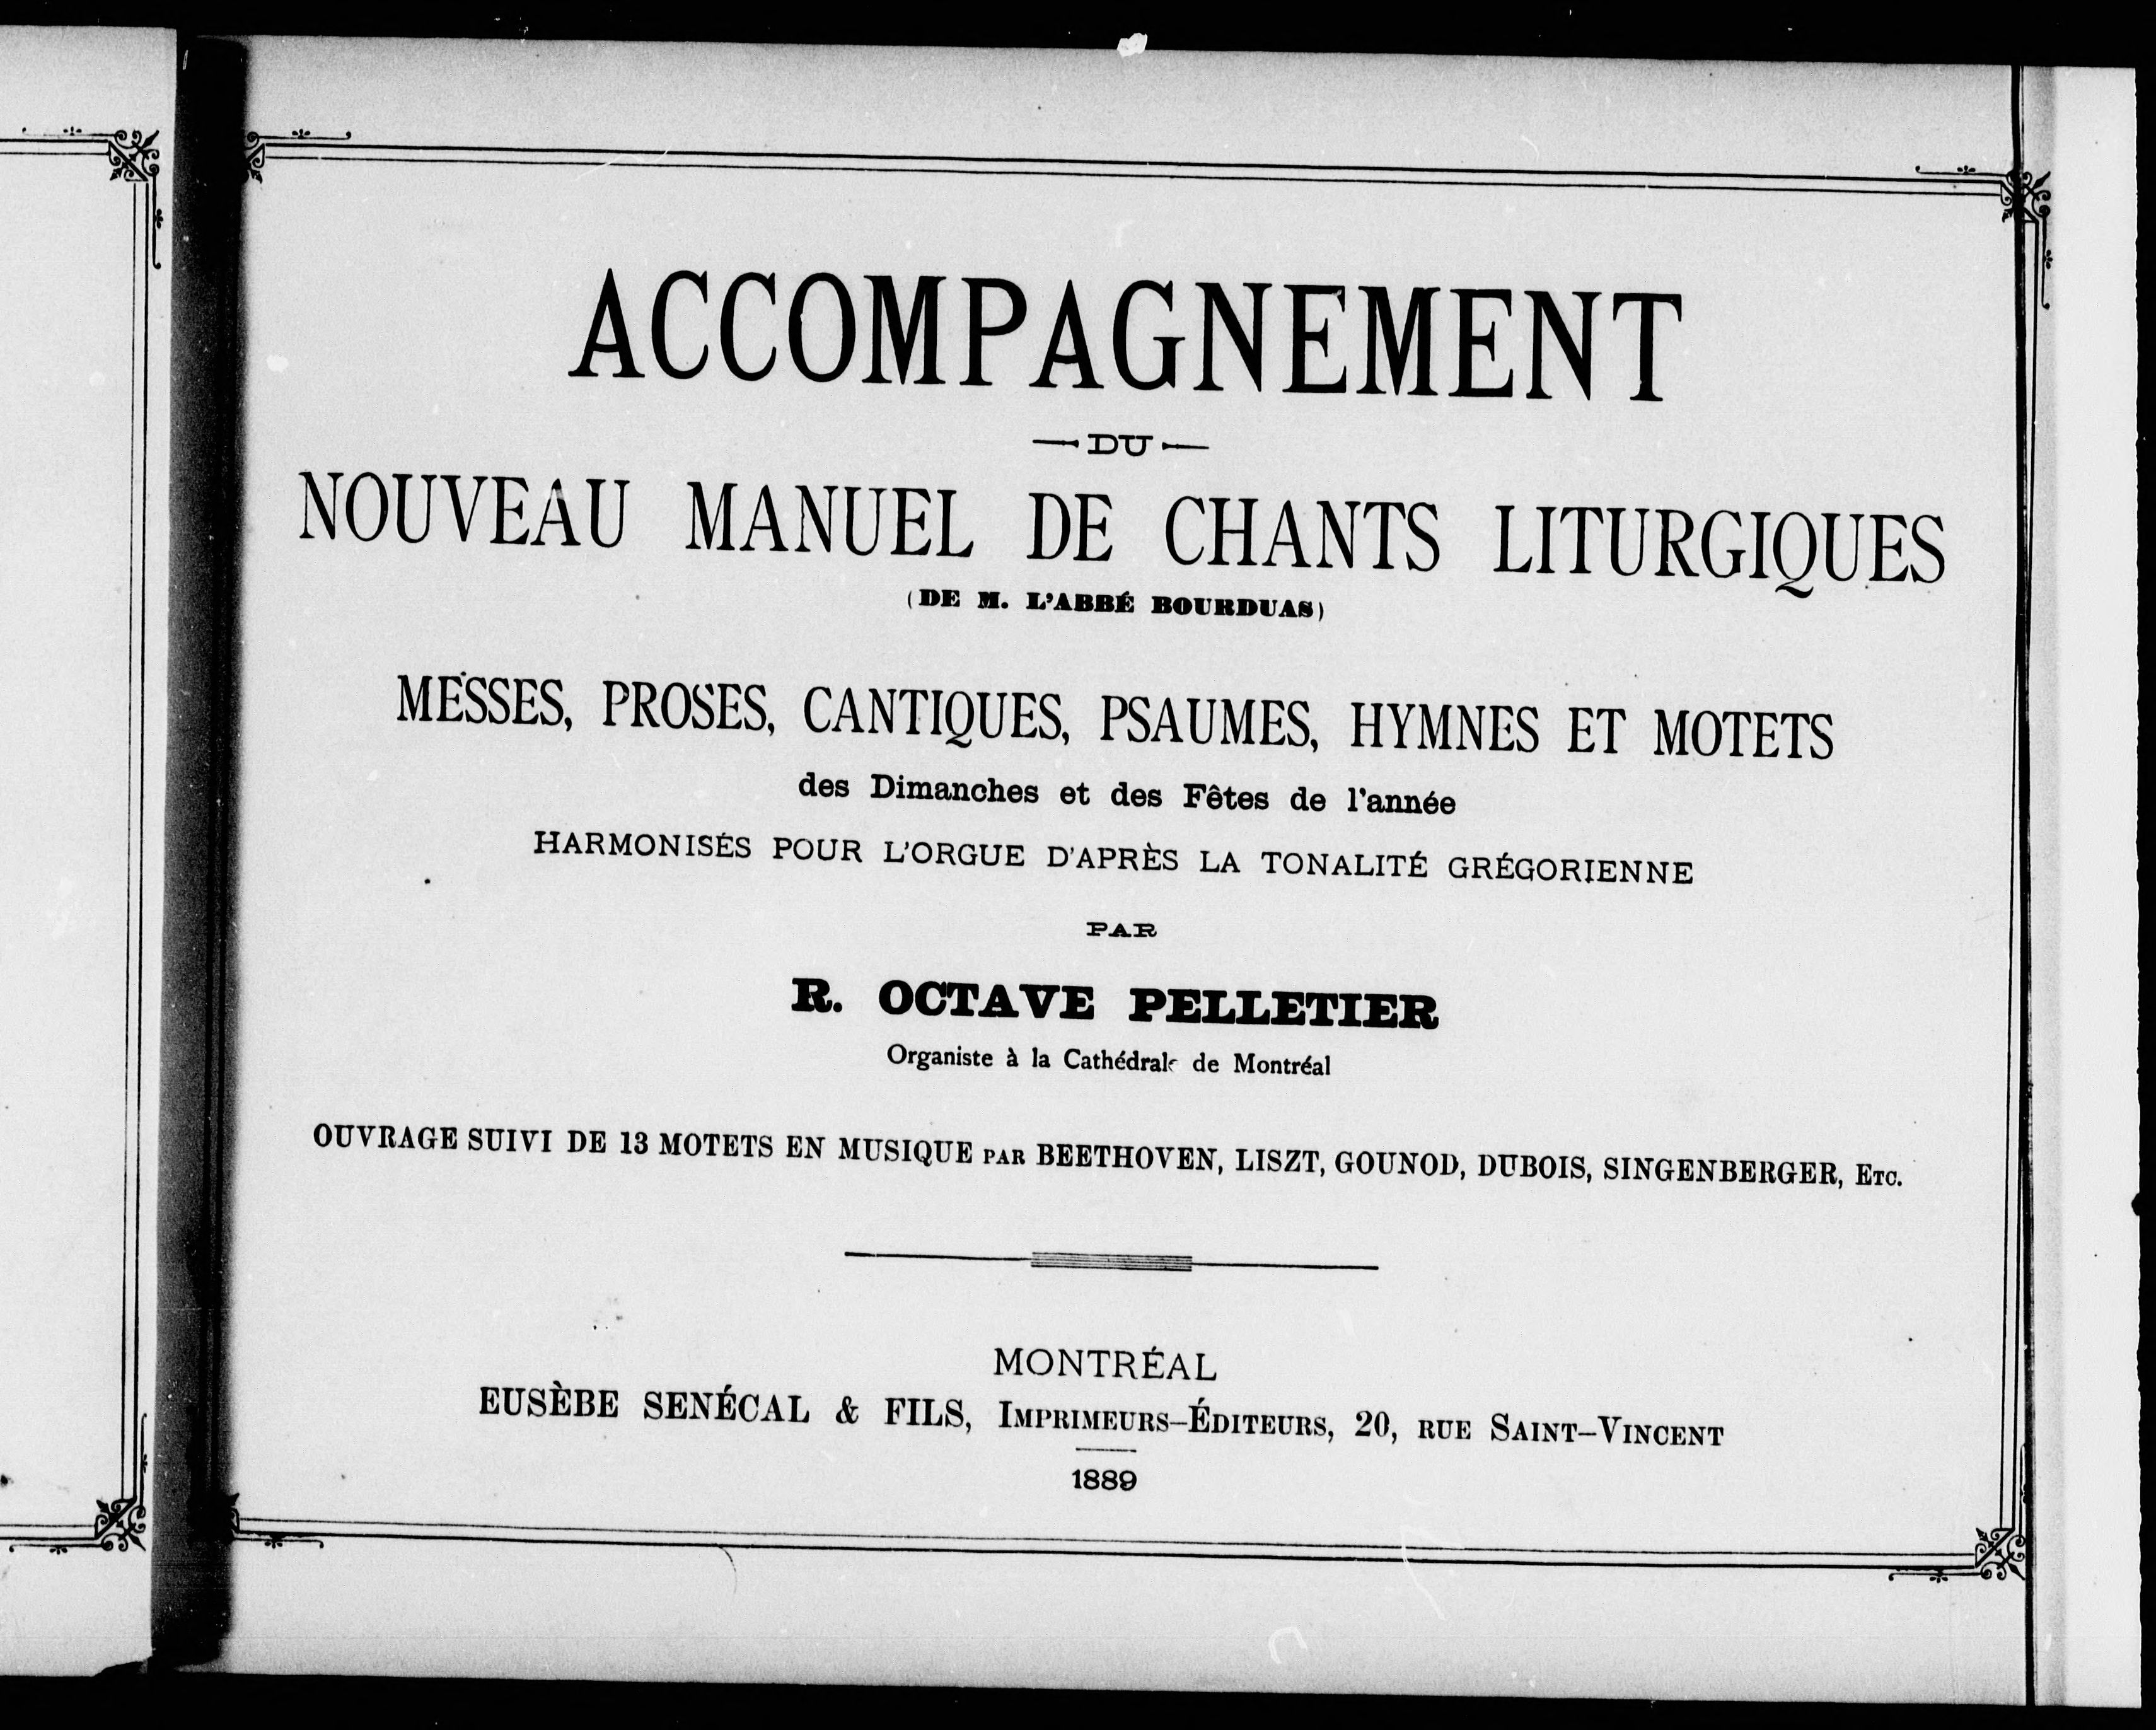 ACCOMPAGNEMENT
DU
NOUVEAU MANUEL DE CHANTS LITURGIQUES
(DE M. L'ABBÉ BOURDUAS)
MESSES, PROSES, CANTIQUES, PSAUMES, HYMNES ET MOTETS
des Dimanches et des Fêtes de l'année
HARMONISÉS POUR L'ORGUE D'APRÈS LA TONALITÉ GRÉGORIENNE
PAR
R. OCTAVE PELLETIER
Organiste à la Cathédrale de Montréal
OUVRAGE SUIVI DE 13 MOTETS EN MUSIQUE PAR BEETHOVEN, LISZT, GOUNOD, DUBOIS, SINGENBERGER, ETC.
MONTRÉAL
EUSÈBE SENÉCAL & FILS, IMPRIMEURS-ÉDITEURS, 20, RUE SAINT-VINCENT
1889